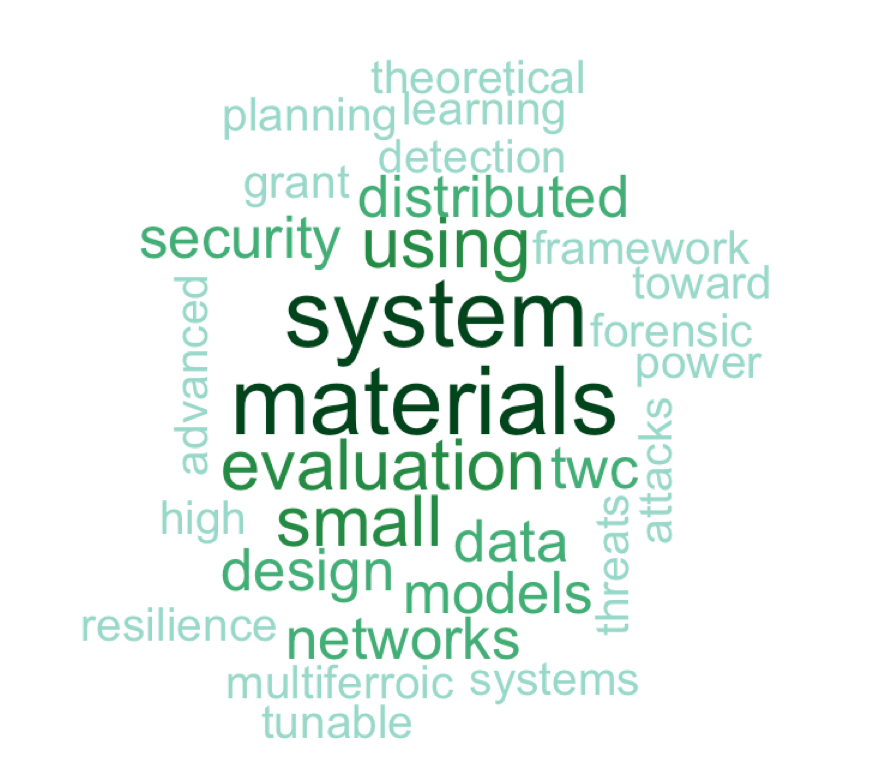 theoretical
planning learning
detection
grant distributed
security using framework
toward
advanced
system forensic
power
materials
attacks
evaluation twc
high small data
threats
design models
resilience networks
multiferroic systems
tunable